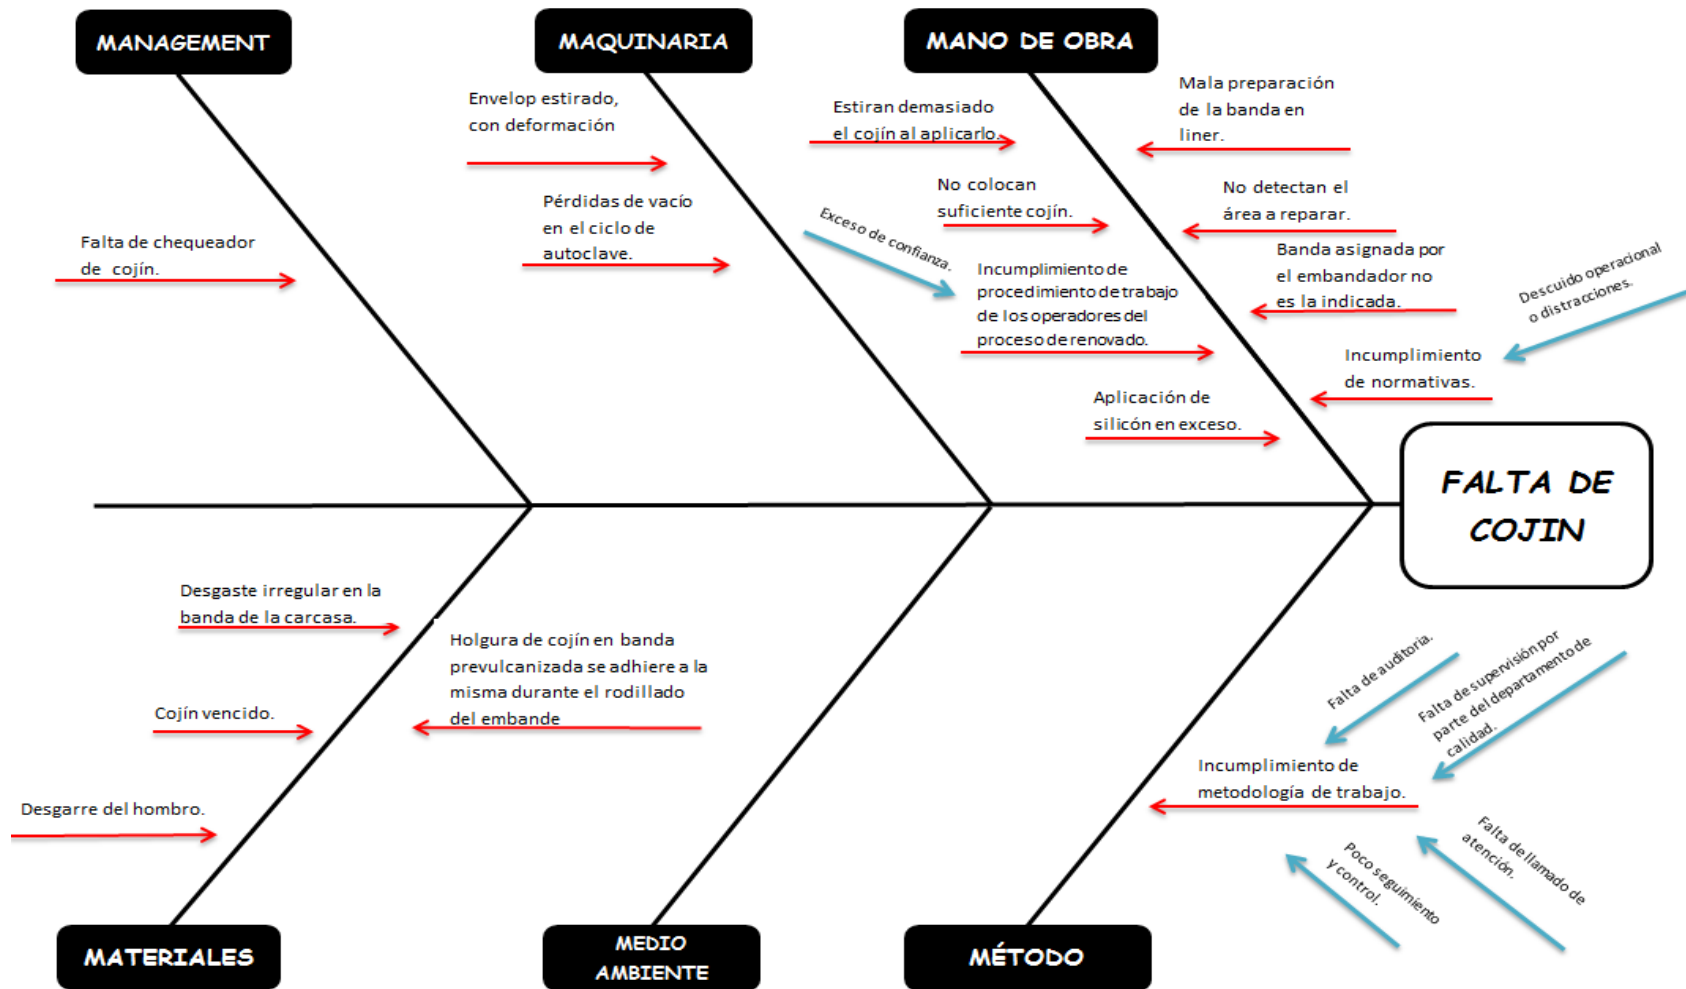 MANAGEMENT
MAQUINARIA
MANO DE OBRA
Envelop estirado,
con deformación
Estiran demasiado
el cojín al aplicarlo.
Mala preparación
de la banda en
liner.
Falta de chequeador
de cojín.
Pérdidas de vacío
en el ciclo de
autoclave.
No colocan
suficiente cojín.
No detectan el
área a reparar.
Exceso de confianza.
Incumplimiento de
procedimiento de trabajo
de los operadores del
proceso de renovado.
Banda asignada por
el embandador no
es la indicada.
Descuido operacional
o distracciones.
Incumplimiento
de normativas.
Aplicación de
silicón en exceso.
FALTA DE
COJIN
Desgaste irregular en la
banda de la carcasa.
Holgura de cojín en banda
prevulcanizada se adhiere a la
misma durante el rodillado
del embande
Cojín vencido.
Desgarre del hombro.
Falta de auditoria.
Falta de supervisión por
parte del departamento de
calidad.
Incumplimiento de
metodología de trabajo.
Poco seguimiento
y control.
Falta de llamado de
atención.
MATERIALES
MEDIO
AMBIENTE
MÉTODO